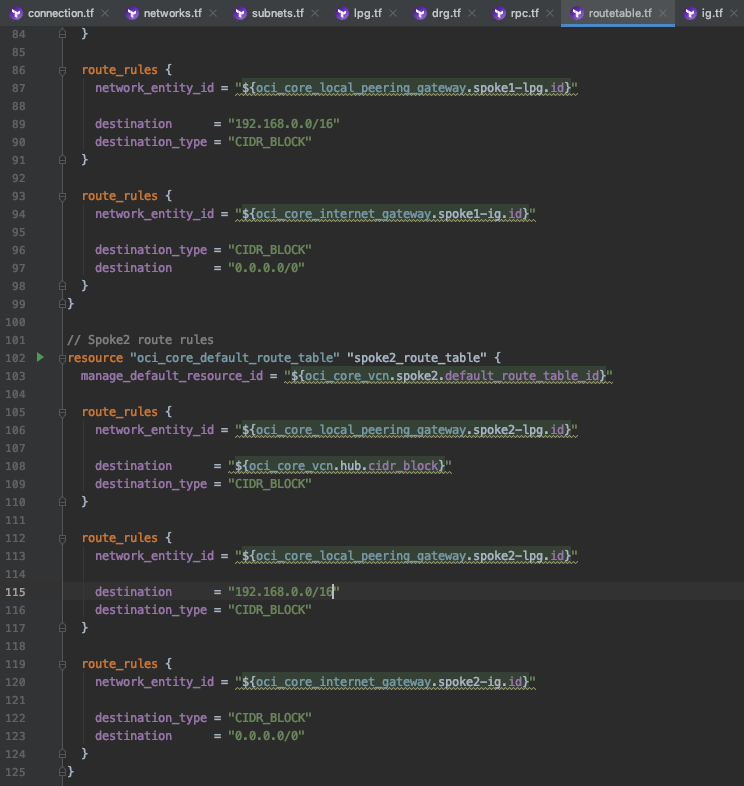 connection.tf networks.tf subnets.tf lpg.tf drg.tf rpc.tf routetable.tf ig.tf
84 }
85
86 route_rules {
87 network_entity_id = "${oci_core_local_peering_gateway.spoke1-lpg.id}"
88
89 destination = "192.168.0.0/16"
90 destination_type = "CIDR_BLOCK"
91 }
92
93 route_rules {
94 network_entity_id = "${oci_core_internet_gateway.spoke1-ig.id}"
95
96 destination_type = "CIDR_BLOCK"
97 destination = "0.0.0.0/0"
98 }
99 }
100
101 // Spoke2 route rules
102 resource "oci_core_default_route_table" "spoke2_route_table" {
103 manage_default_resource_id = "${oci_core_vcn.spoke2.default_route_table_id}"
104
105 route_rules {
106 network_entity_id = "${oci_core_local_peering_gateway.spoke2-lpg.id}"
107
108 destination = "${oci_core_vcn.hub.cidr_block}"
109 destination_type = "CIDR_BLOCK"
110 }
111
112 route_rules {
113 network_entity_id = "${oci_core_local_peering_gateway.spoke2-lpg.id}"
114
115 destination = "192.168.0.0/16"
116 destination_type = "CIDR_BLOCK"
117 }
118
119 route_rules {
120 network_entity_id = "${oci_core_internet_gateway.spoke2-ig.id}"
121
122 destination_type = "CIDR_BLOCK"
123 destination = "0.0.0.0/0"
124 }
125 }